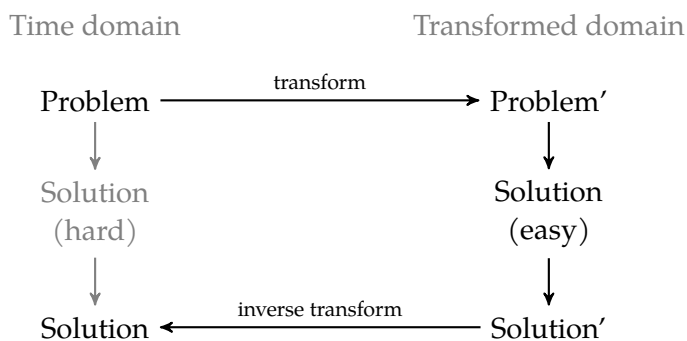 Time domain
Transformed domain
transform
Problem
Problem′
Solution
(hard)
Solution
(easy)
inverse transform
Solution
Solution′